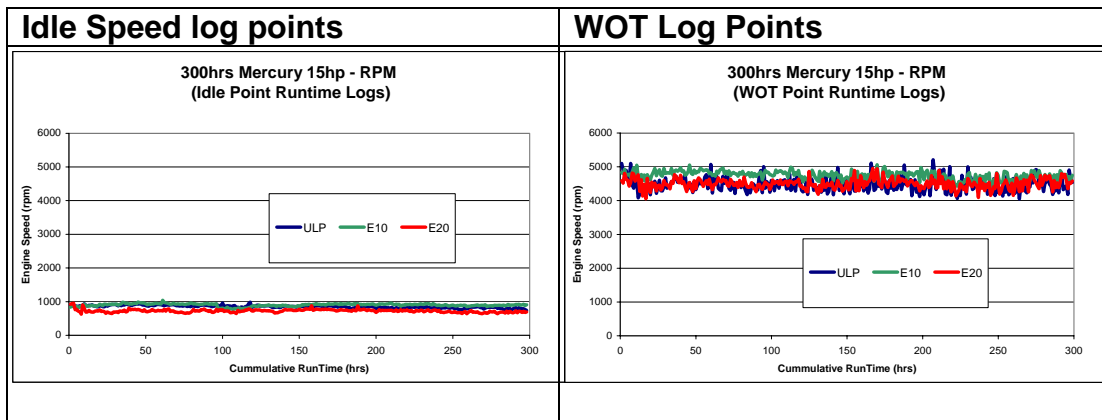 Idle Speed log points
WOT Log Points
300hrs Mercury 15hp - RPM
(Idle Point Runtime Logs)
6000
5000
4000
3000
2000
1000
0
Engine Speed (rpm)
ULP E10 E20
0 50 100 150 200 250 300
Cummulative RunTime (hrs)
300hrs Mercury 15hp - RPM
(WOT Point Runtime Logs)
6000
5000
4000
3000
2000
1000
0
Engine Speed (rpm)
ULP E10 E20
0 50 100 150 200 250 300
Cummulative RunTime (hrs)